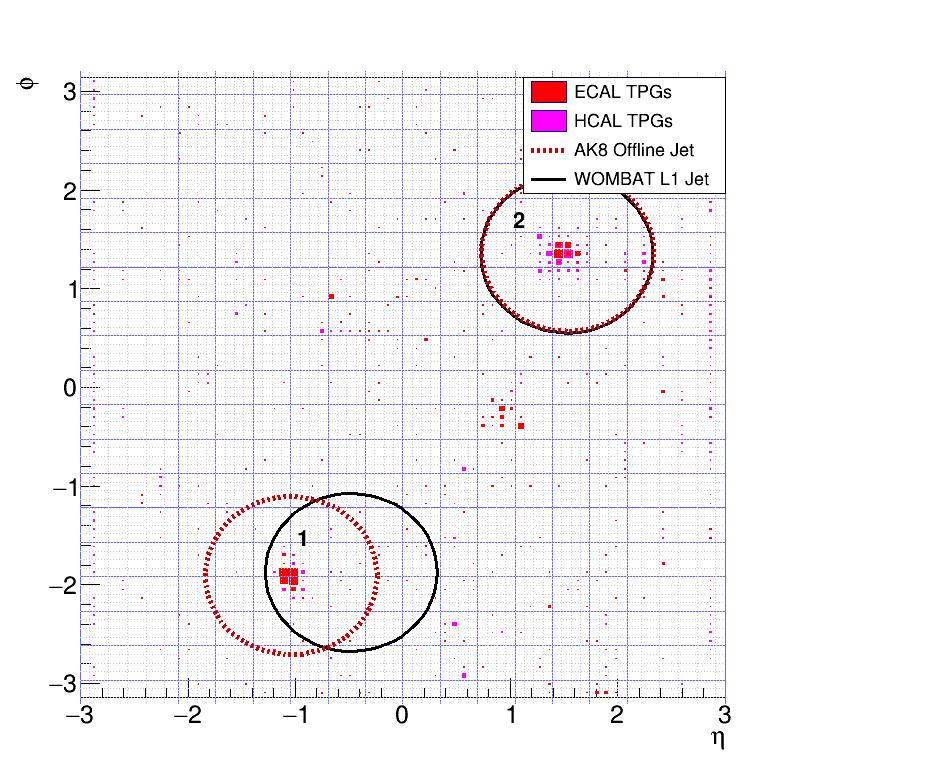 ϕ
3
2
1
0
−1
−2
−3
ECAL TPGs
HCAL TPGs
AK8 Offline Jet
WOMBAT L1 Jet
2
1
−3 −2 −1 0 1 2 3
η